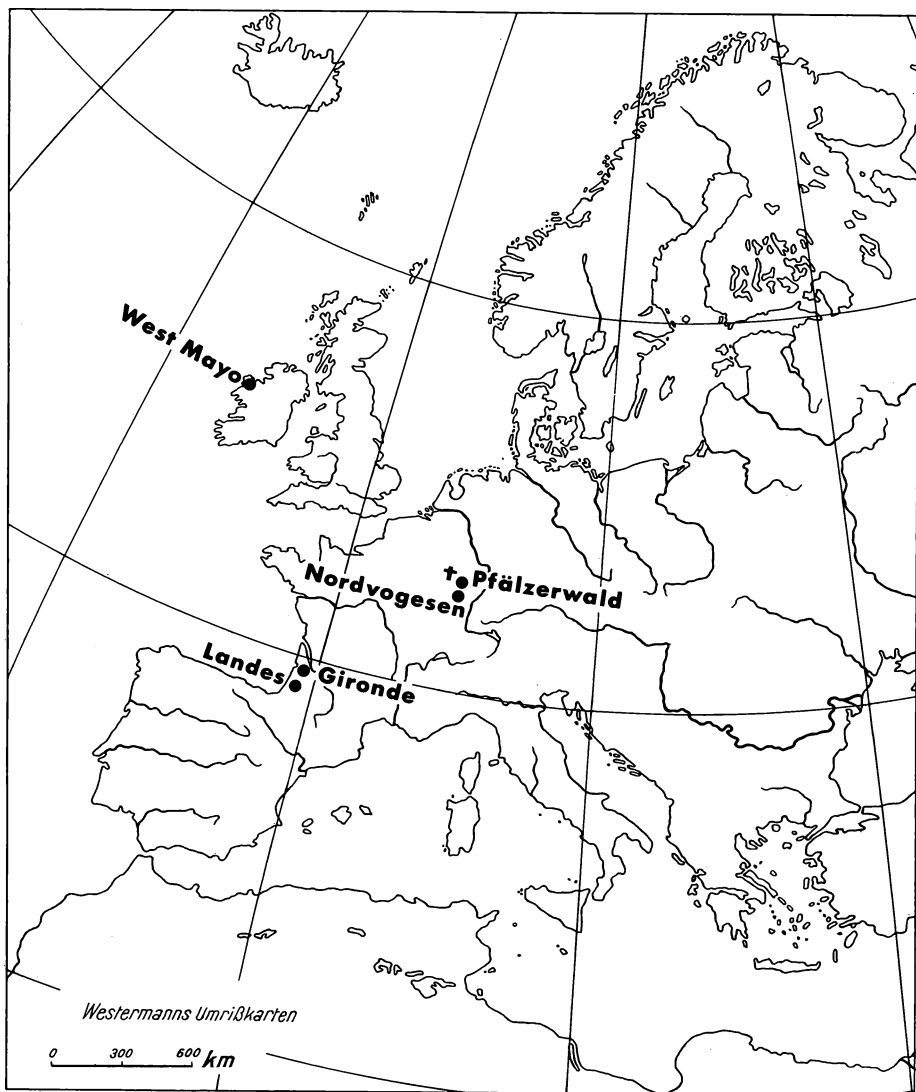 West Mayo
✝ Pfälzerwald
Nordvogesen
Landes
Gironde
Westermanns Umrißkarten
0 300 600 km